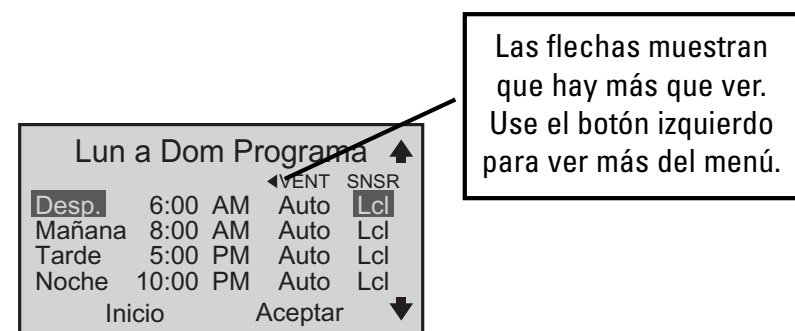 Las flechas muestran
que hay más que ver.
Use el botón izquierdo
para ver más del menú.
Lun a Dom Programa
VENT SNSR
Desp. 6:00 AM Auto Lcl
Mañana 8:00 AM Auto Lcl
Tarde 5:00 PM Auto Lcl
Noche 10:00 PM Auto Lcl
Inicio Aceptar